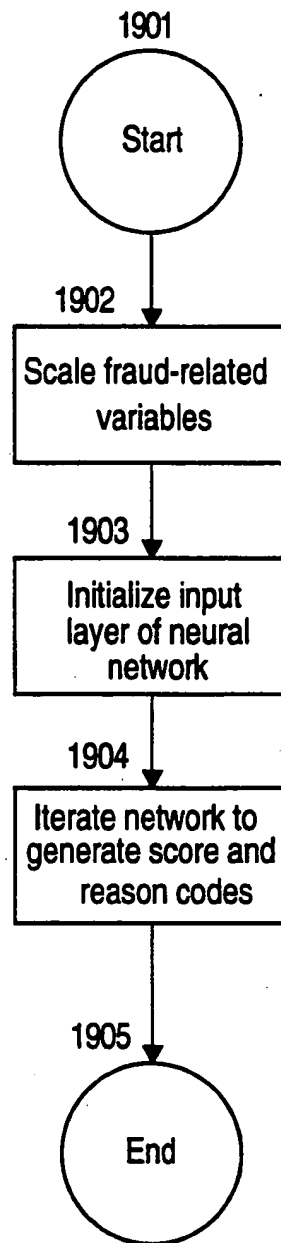 1901
Start
1902
Scale fraud-related
variables
1903
Initialize input
layer of neural
network
1904
Iterate network to
generate score and
reason codes
1905
End